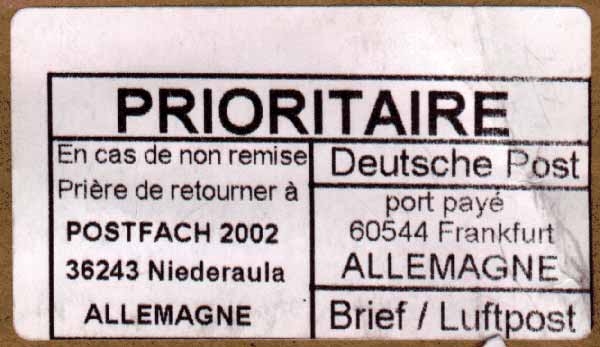 PRIORITAIRE
En cas de non remise
Prière de retourner à
POSTFACH 2002
36243 Niederaula
ALLEMAGNE
Deutsche Post
port payé
60544 Frankfurt
ALLEMAGNE
Brief / Luftpost